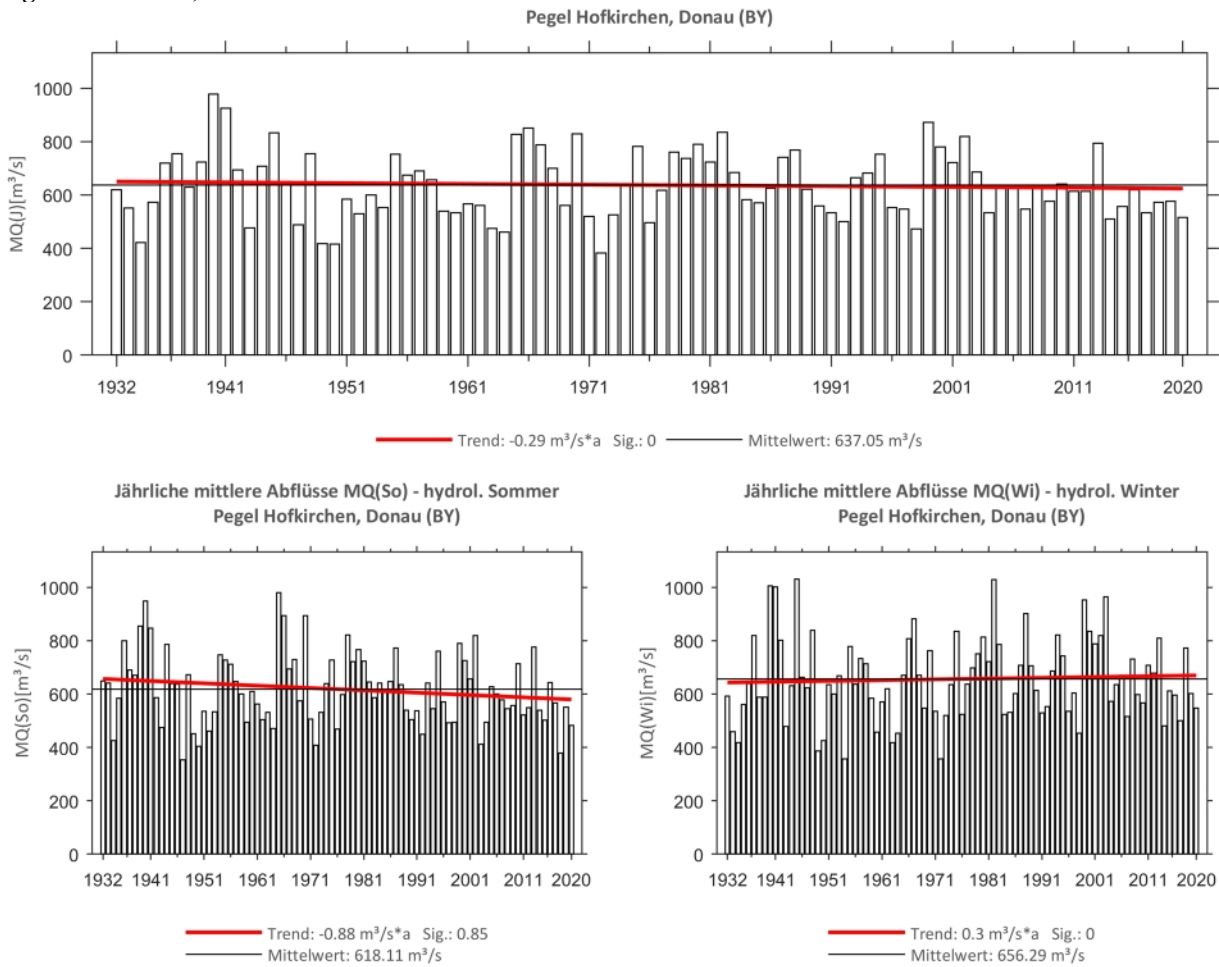 Pegel Hofkirchen, Donau (BY)
MQ(J)[m³/s]
1000
800
600
400
200
0
1932 1941 1951 1961 1971 1981 1991 2001 2011 2020
Trend: -0.29 m³/s*a Sig.: 0 Mittelwert: 637.05 m³/s
Jährliche mittlere Abflüsse MQ(So) - hydrol. Sommer
Pegel Hofkirchen, Donau (BY)
MQ(So)[m³/s]
1000
800
600
400
200
0
1932 1941 1951 1961 1971 1981 1991 2001 2011 2020
Trend: -0.88 m³/s*a Sig.: 0.85
Mittelwert: 618.11 m³/s
Jährliche mittlere Abflüsse MQ(Wi) - hydrol. Winter
Pegel Hofkirchen, Donau (BY)
MQ(Wi)[m³/s]
1000
800
600
400
200
0
1932 1941 1951 1961 1971 1981 1991 2001 2011 2020
Trend: 0.3 m³/s*a Sig.: 0
Mittelwert: 656.29 m³/s